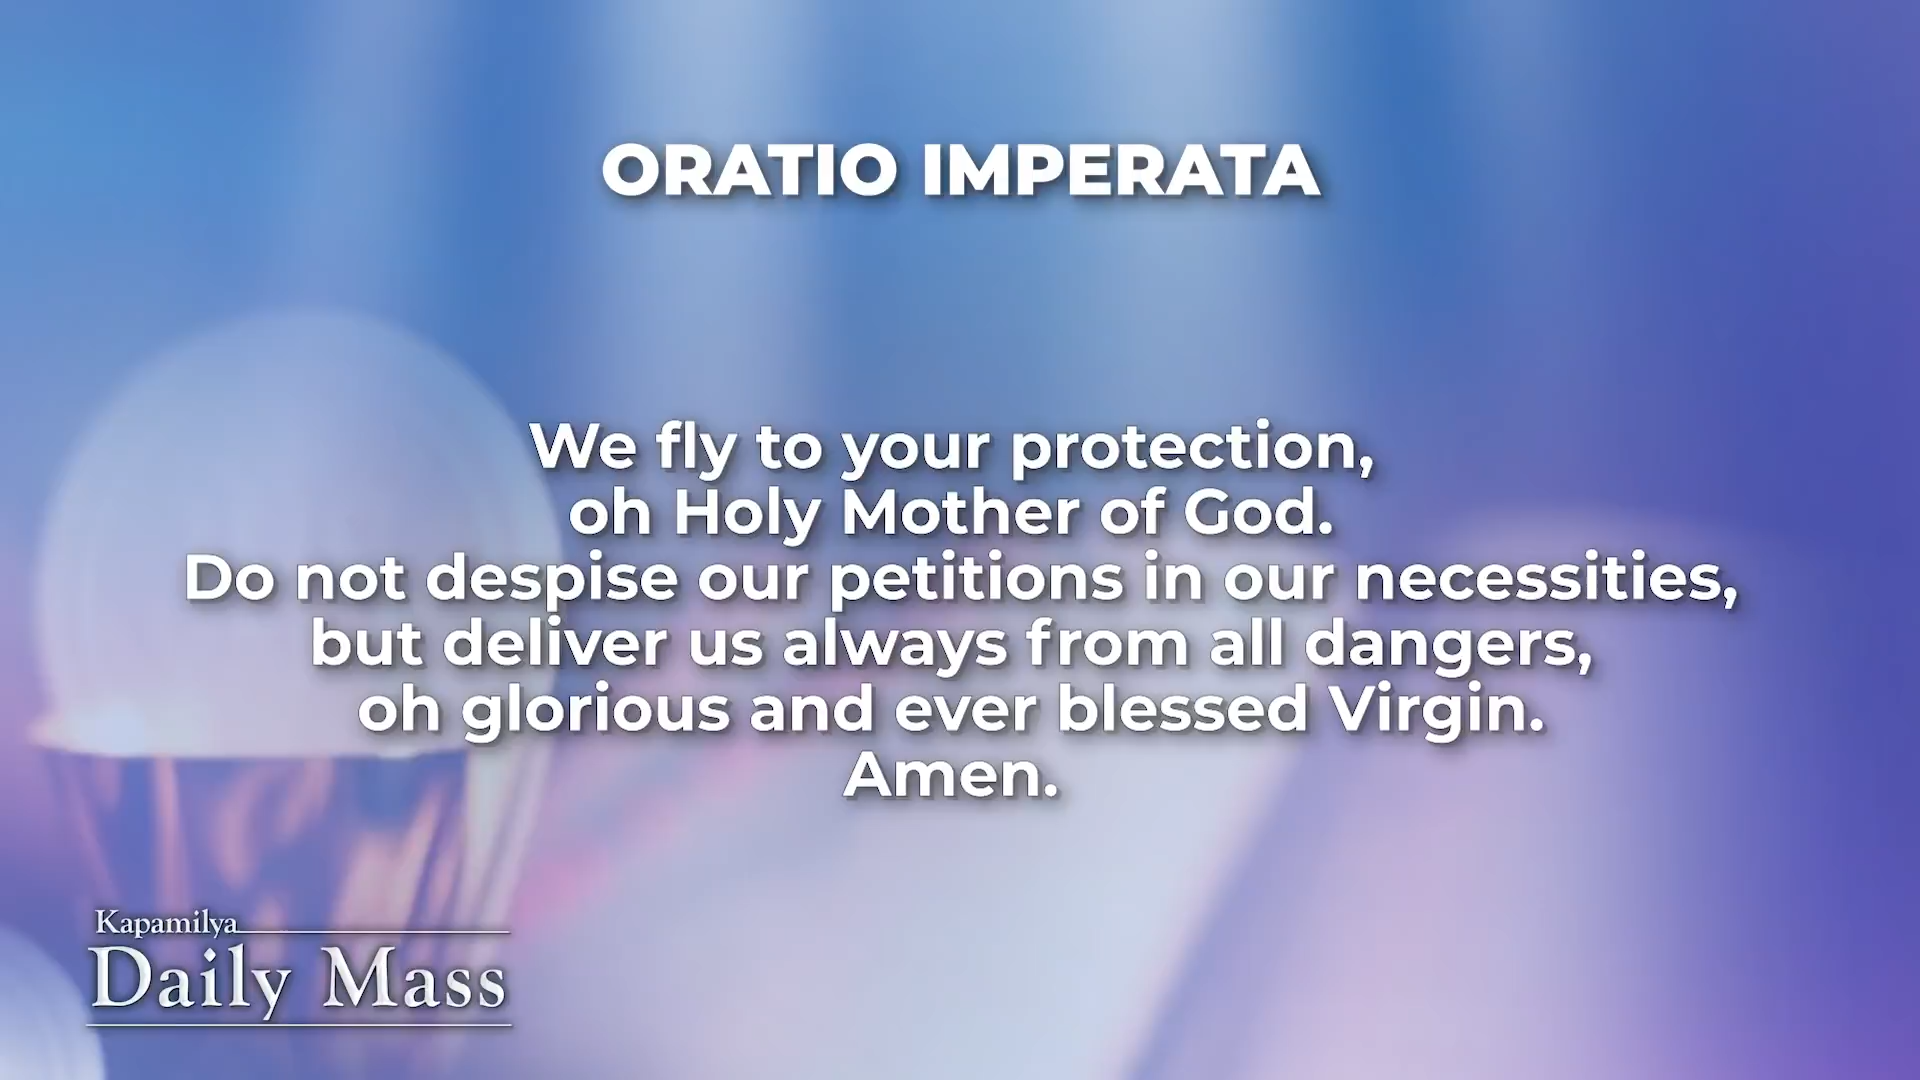 ORATIO IMPERATA
We fly to your protection,
oh Holy Mother of God.
Do not despise our petitions in our necessities,
but deliver us always from all dangers,
oh glorious and ever blessed Virgin.
Amen.
Kapamilya
Daily Mass